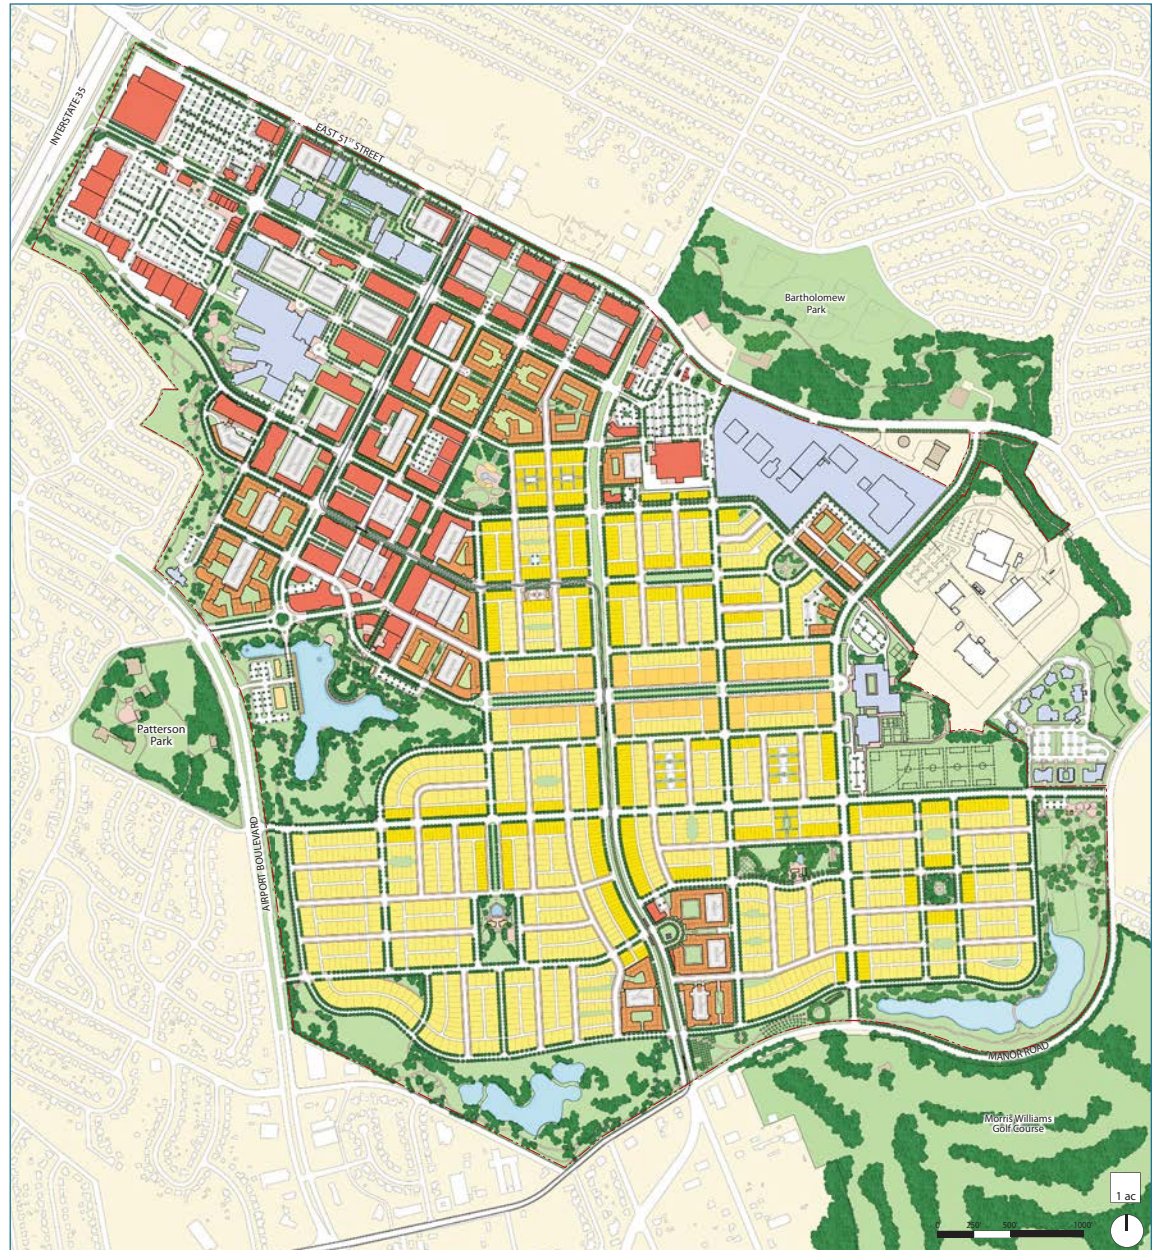 INTERSTATE 35
EAST 51ST STREET
Bartholomew
Park
Patterson
Park
AIRPORT BOULEVARD
MANOR ROAD
Morris Williams
Golf Course
1 ac
0 250' 500' 1000'